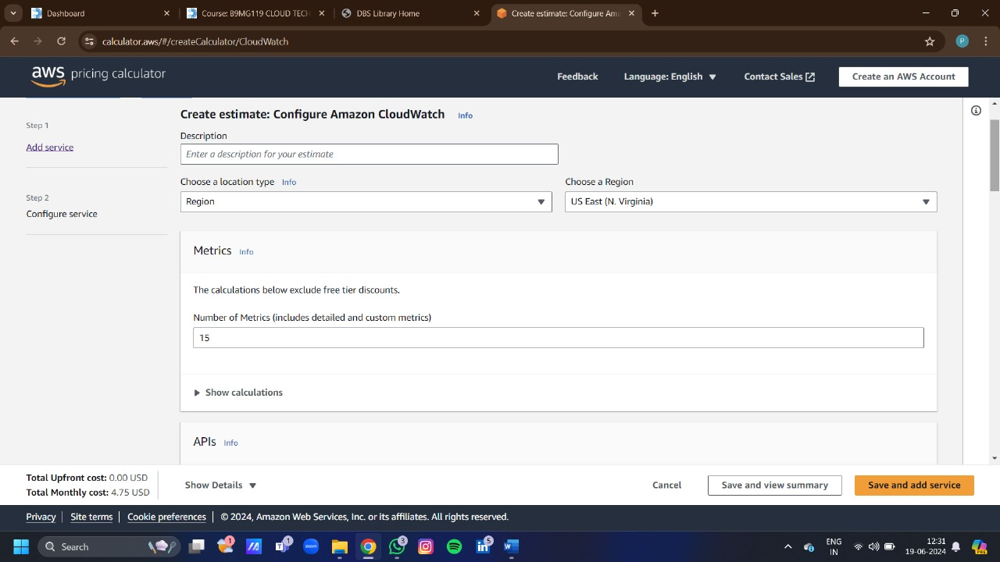 Dashboard
Course: B9MG119 CLOUD TECH
DBS Library Home
Create estimate: Configure Am
calculator.aws/#/createCalculator/CloudWatch
P
aws pricing calculator
Feedback
Language: English
Contact Sales
Create an AWS Account
Step 1
Add service
Step 2
Configure service
Create estimate: Configure Amazon CloudWatch Info
Description
Enter a description for your estimate
Choose a location type Info
Region
Choose a Region
US East (N. Virginia)
Metrics Info
The calculations below exclude free tier discounts.
Number of Metrics (includes detailed and custom metrics)
15
Show calculations
APIs Info
Total Upfront cost: 0.00 USD
Total Monthly cost: 4.75 USD
Show Details
Cancel
Save and view summary
Save and add service
Privacy
Site terms
Cookie preferences
© 2024, Amazon Web Services, Inc. or its affiliates. All rights reserved.
Search
1
1
zoom
3
5
ENG
IN
12:31
19-06-2024
PRE